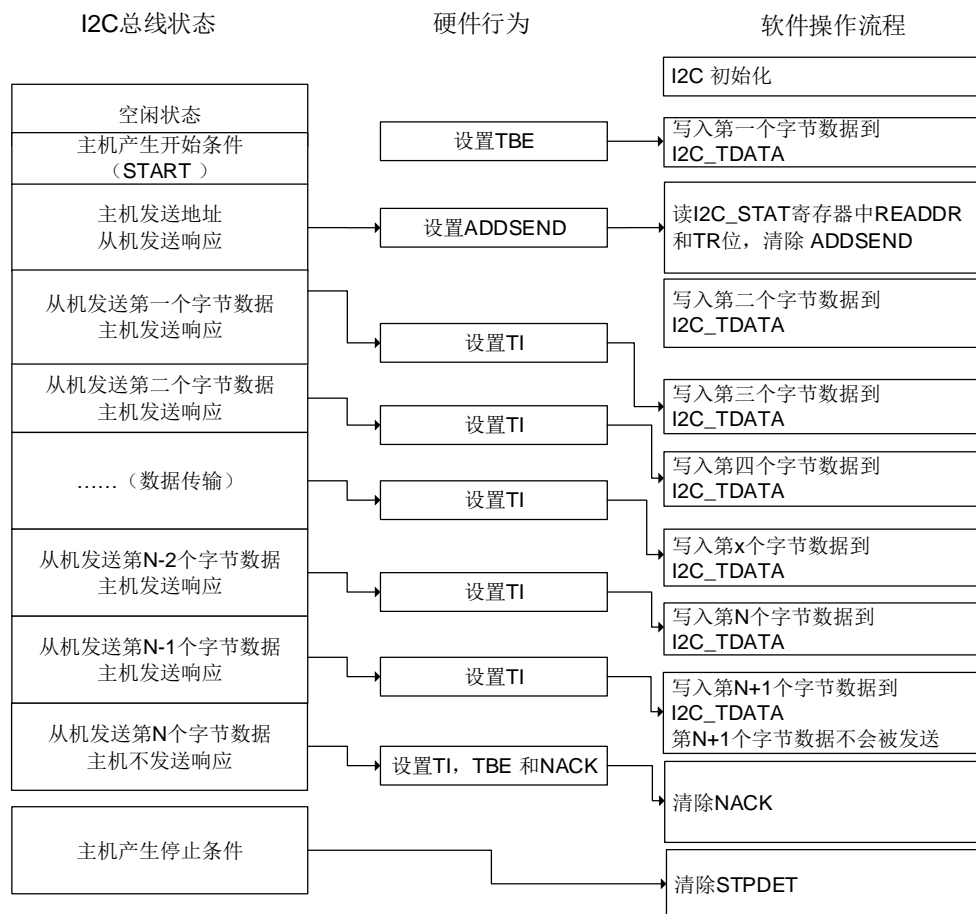 I2C总线状态
硬件行为
软件操作流程
I2C 初始化
空闲状态
主机产生开始条件
（START ）
设置TBE
写入第一个字节数据到
I2C_TDATA
主机发送地址
从机发送响应
设置ADDSEND
读I2C_STAT寄存器中READDR
和TR位，清除 ADDSEND
从机发送第一个字节数据
主机发送响应
写入第二个字节数据到
I2C_TDATA
设置TI
从机发送第二个字节数据
主机发送响应
写入第三个字节数据到
I2C_TDATA
设置TI
……（数据传输）
写入第四个字节数据到
I2C_TDATA
设置TI
从机发送第N-2个字节数据
主机发送响应
写入第x个字节数据到
I2C_TDATA
设置TI
写入第N个字节数据到
I2C_TDATA
从机发送第N-1个字节数据
主机发送响应
设置TI
写入第N+1个字节数据到
I2C_TDATA
第N+1个字节数据不会被发送
从机发送第N个字节数据
主机不发送响应
设置TI，TBE 和NACK
清除NACK
主机产生停止条件
清除STPDET